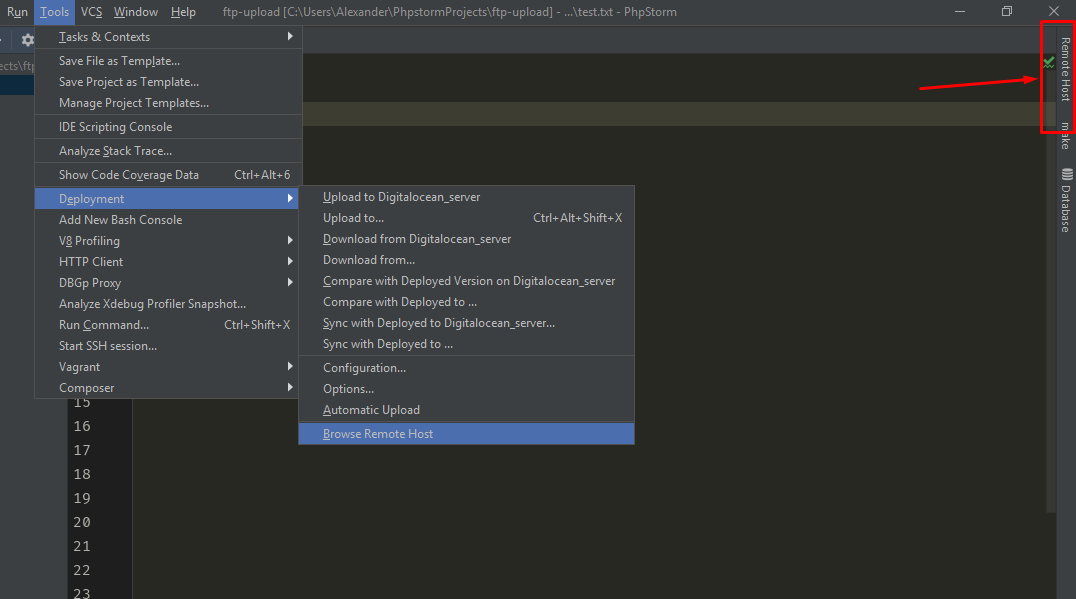 Run Tools VCS Window Help ftp-upload [C:\Users\Alexander\PhpstormProjects\ftp-upload] - ...\test.txt - PhpStorm
ects\ftp
Tasks & Contexts
Save File as Template...
Save Project as Template...
Manage Project Templates...
IDE Scripting Console
Analyze Stack Trace...
Show Code Coverage Data Ctrl+Alt+6
Deployment
Add New Bash Console
V8 Profiling
HTTP Client
DBGp Proxy
Analyze Xdebug Profiler Snapshot...
Run Command... Ctrl+Shift+X
Start SSH session...
Vagrant
Composer
Upload to Digitalocean_server
Upload to... Ctrl+Alt+Shift+X
Download from Digitalocean_server
Download from...
Compare with Deployed Version on Digitalocean_server
Compare with Deployed to ...
Sync with Deployed to Digitalocean_server...
Sync with Deployed to ...
Configuration...
Options...
Automatic Upload
Browse Remote Host
15
16
17
18
19
20
21
22
23
Remote Host
make
Database